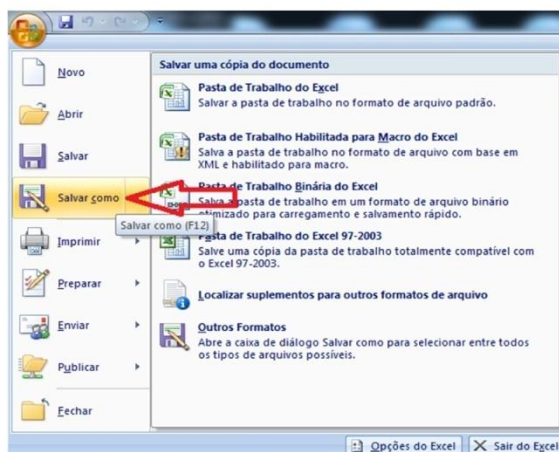 Novo
Abrir
Salvar
Salvar como
Salvar como (F12)
Imprimir
Preparar
Enviar
Publicar
Fechar
Salvar uma cópia do documento
Pasta de Trabalho do Excel
Salvar a pasta de trabalho no formato de arquivo padrão.
Pasta de Trabalho Habilitada para Macro do Excel
Salva a pasta de trabalho no formato de arquivo com base em
XML e habilitado para macro.
Pasta de Trabalho Binária do Excel
Salva a pasta de trabalho em um formato de arquivo binário
otimizado para carregamento e salvamento rápido.
Pasta de Trabalho do Excel 97-2003
Salve uma cópia da pasta de trabalho totalmente compatível com
o Excel 97-2003.
Localizar suplementos para outros formatos de arquivo
Outros Formatos
Abre a caixa de diálogo Salvar como para selecionar entre todos
os tipos de arquivos possíveis.
Opções do Excel
Sair do Excel